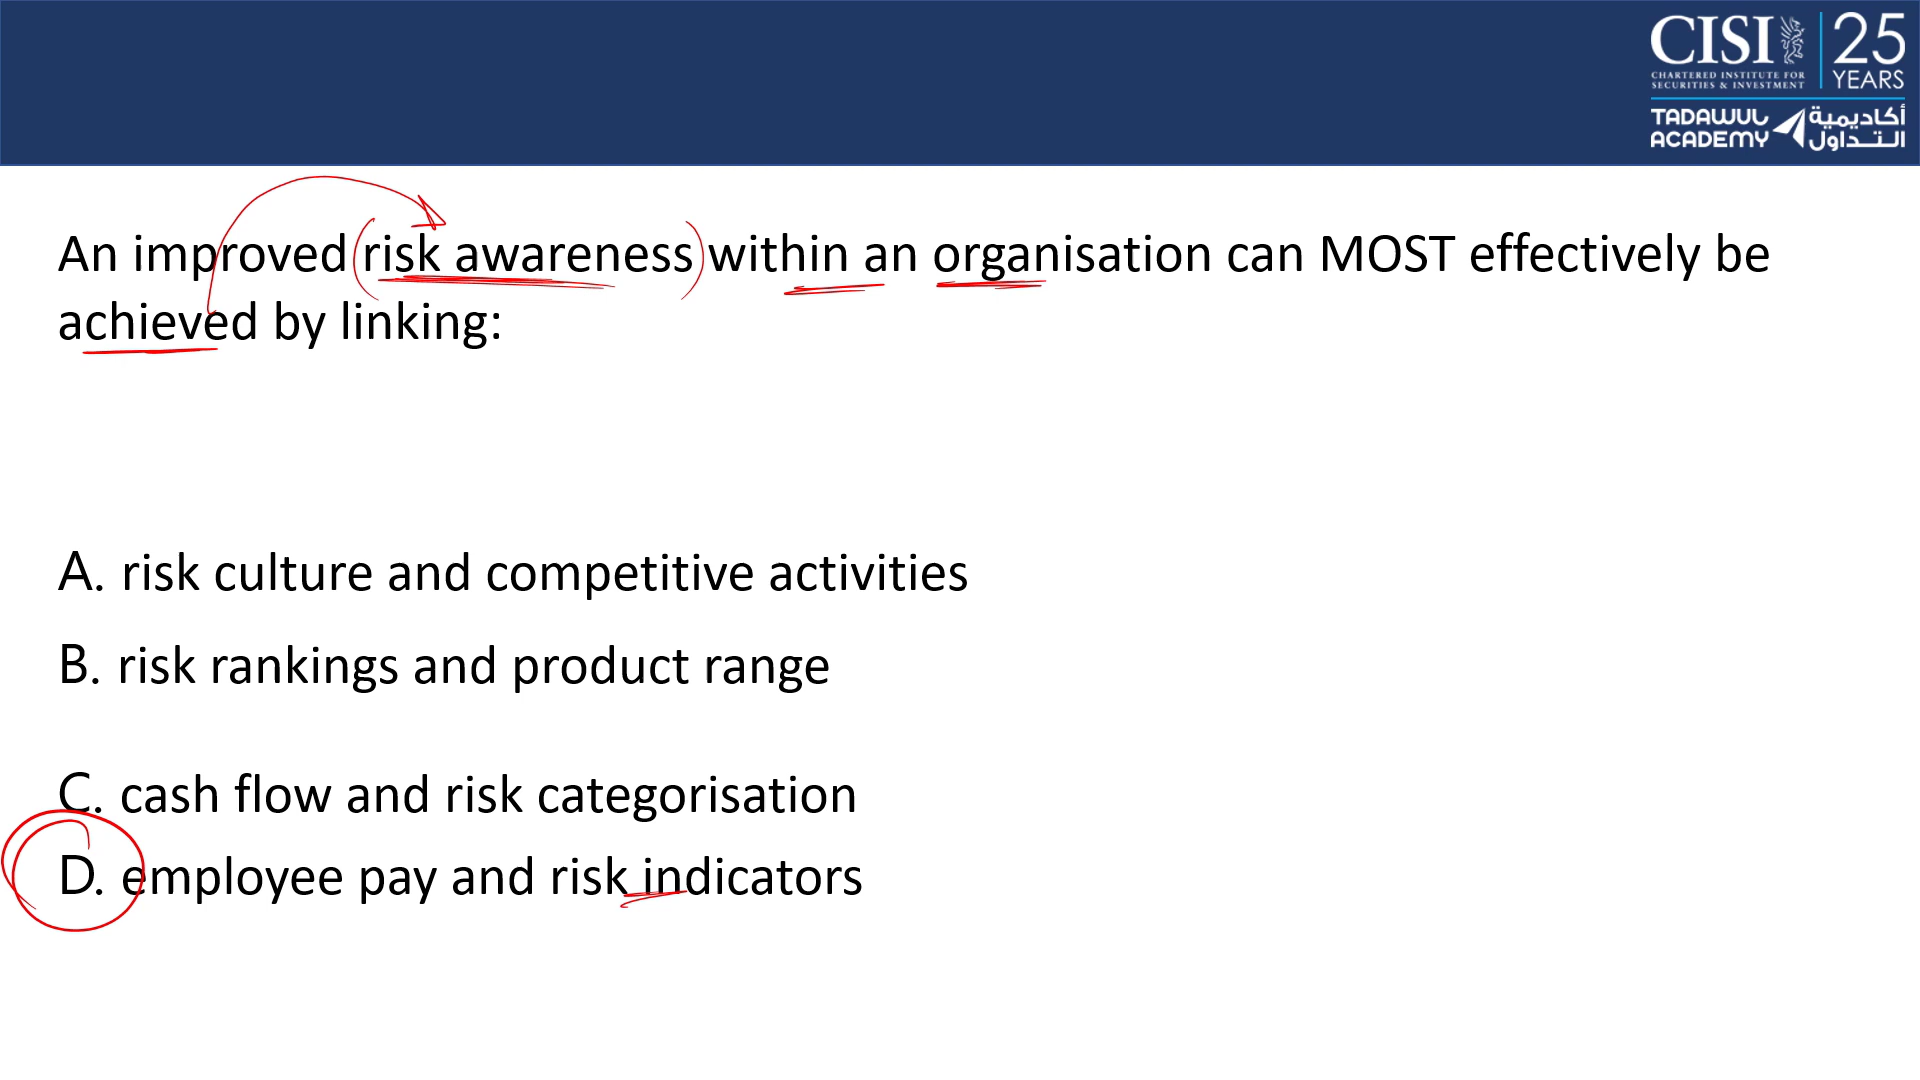 CISI
25
CHARTERED INSTITUTE FOR
SECURITIES & INVESTMENT
YEARS
TADAWUL
ACADEMY
أكاديمية
التداول
An improved risk awareness within an organisation can MOST effectively be
achieved by linking:
A. risk culture and competitive activities
B. risk rankings and product range
C. cash flow and risk categorisation
D. employee pay and risk indicators